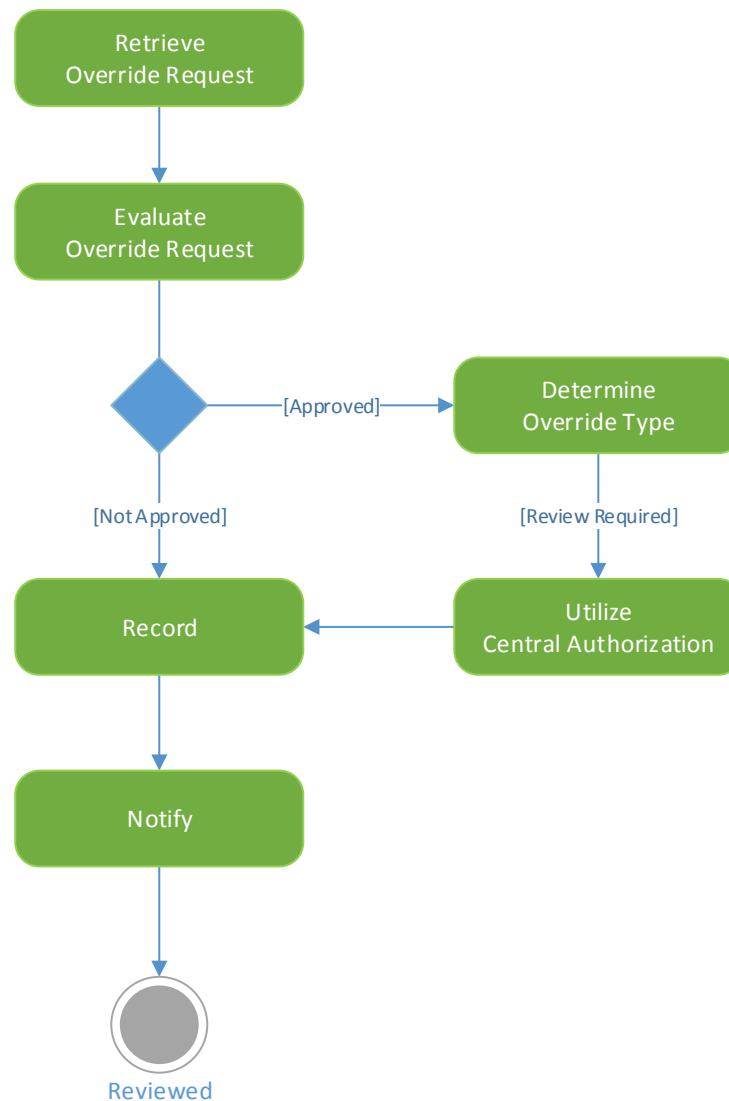 Retrieve
Override Request
Evaluate
Override Request
[Approved]
Determine
Override Type
[Not Approved]
[Review Required]
Record
Utilize
Central Authorization
Notify
Reviewed